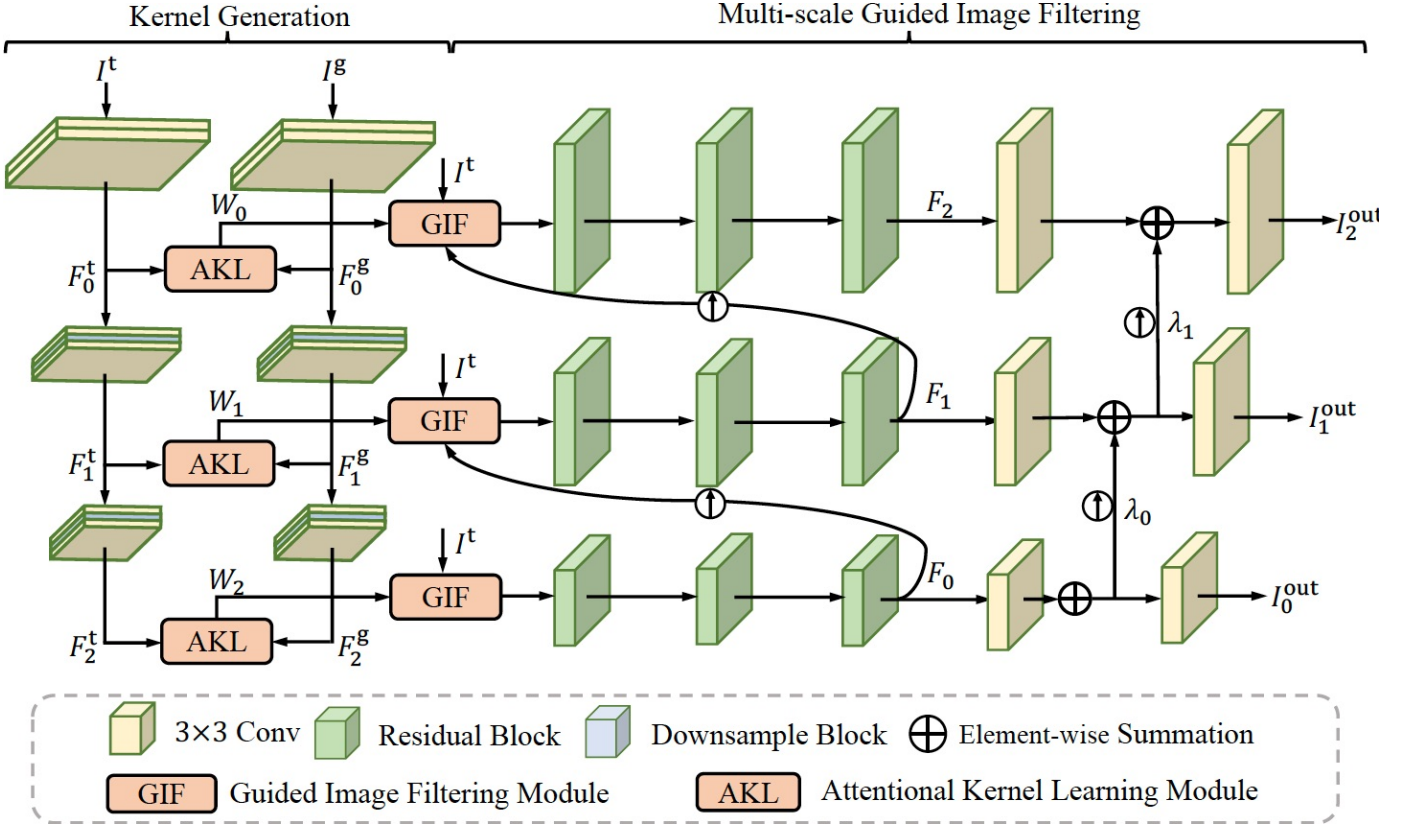 Kernel Generation
Multi-scale Guided Image Filtering
I^t
I^g
I^t
W_0
GIF
F_2
I_2^out
AKL
F_0^t
F_0^g
λ_1
I^t
W_1
GIF
F_1
I_1^out
AKL
F_1^t
F_1^g
λ_0
I^t
W_2
GIF
F_0
I_0^out
AKL
F_2^t
F_2^g
3×3 Conv
Residual Block
Downsample Block
Element-wise Summation
GIF
Guided Image Filtering Module
AKL
Attentional Kernel Learning Module